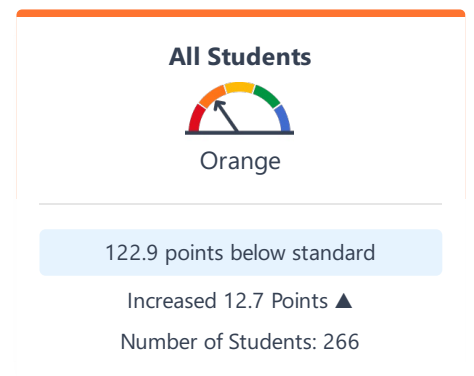 All Students
Orange
122.9 points below standard
Increased 12.7 Points ▲
Number of Students: 266